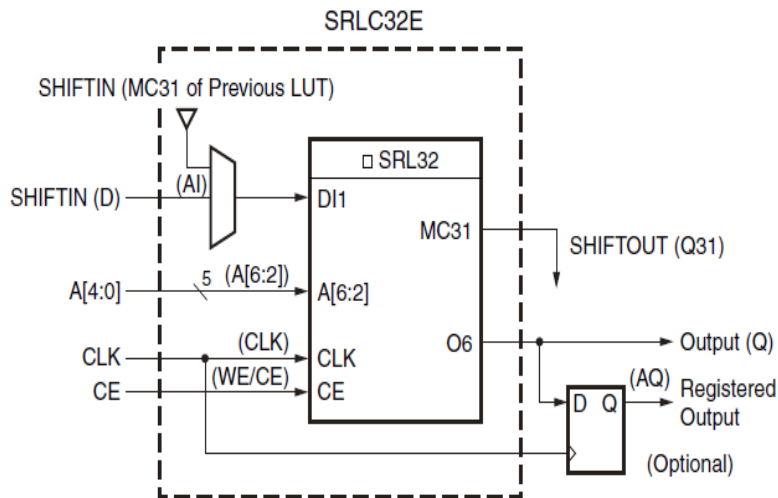 SRLC32E
SHIFTIN (MC31 of Previous LUT)
□ SRL32
SHIFTIN (D)
(AI)
DI1
MC31
SHIFTOUT (Q31)
A[4:0]
5
(A[6:2])
A[6:2]
O6
Output (Q)
CLK
(CLK)
CLK
CE
(WE/CE)
CE
D Q
(AQ)
Registered
Output
(Optional)